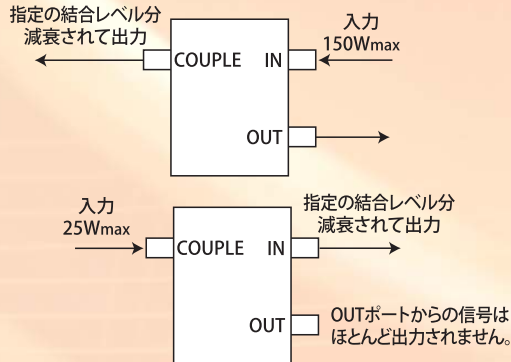 指定の結合レベル分
減衰されて出力
入力
150Wmax
COUPLE
IN
OUT
入力
25Wmax
指定の結合レベル分
減衰されて出力
COUPLE
IN
OUT
OUTポートからの信号は
ほとんど出力されません。